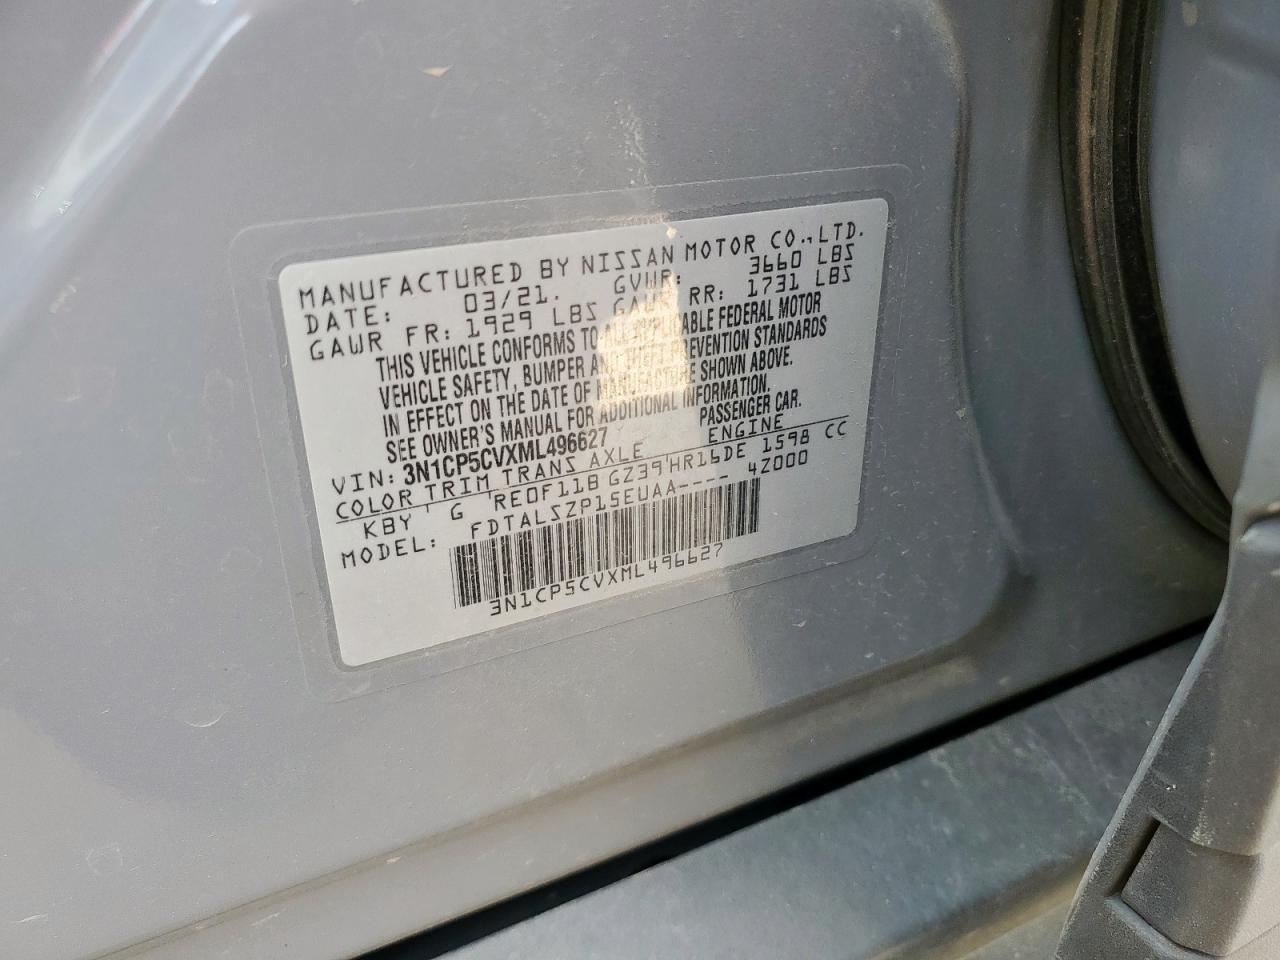 MANUFACTURED BY NISSAN MOTOR CO., LTD.
DATE: 03/21. GVWR: 3660 LBS
GAWR FR: 1929 LBS GAWR RR: 1731 LBS
THIS VEHICLE CONFORMS TO ALL APPLICABLE FEDERAL MOTOR
VEHICLE SAFETY, BUMPER AND THEFT PREVENTION STANDARDS
IN EFFECT ON THE DATE OF MANUFACTURE SHOWN ABOVE.
SEE OWNER'S MANUAL FOR ADDITIONAL INFORMATION.
VIN: 3N1CP5CVXML496627 PASSENGER CAR.
COLOR TRIM TRANS AXLE ENGINE
KBY G RE0F11B GZ39 HR16DE 1598 CC
MODEL: FDTALSZP15EUAA---- 4Z000
3N1CP5CVXML496627